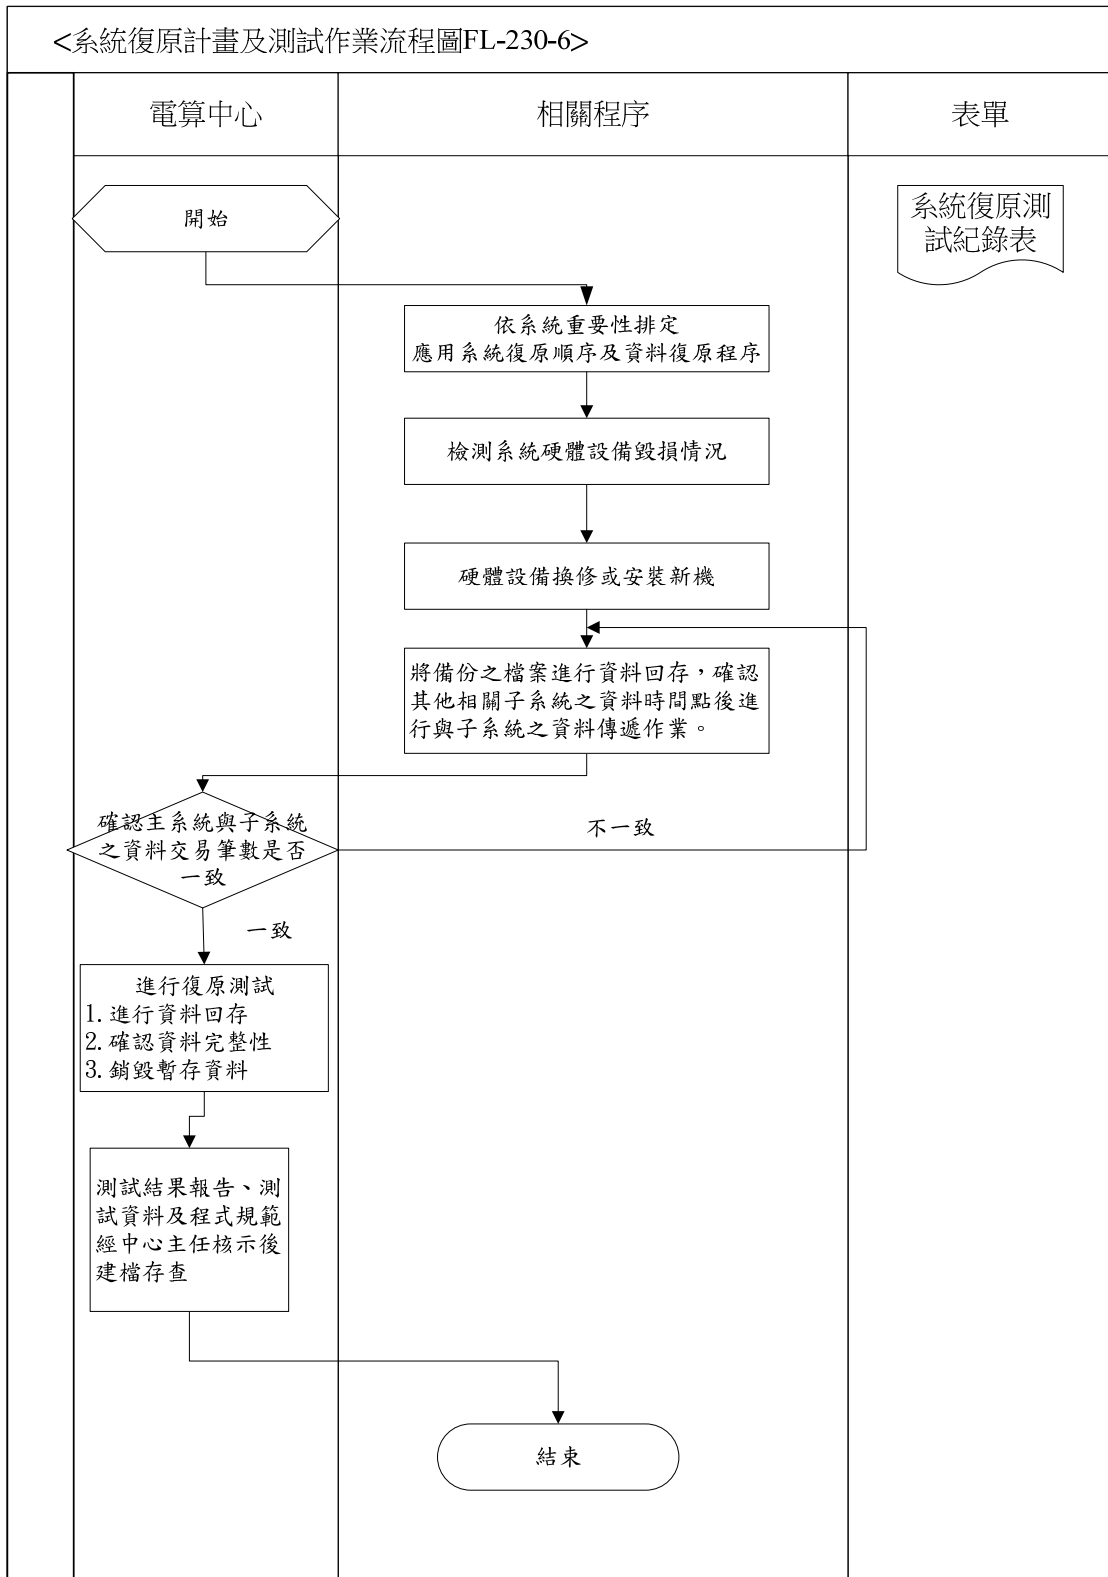 <系統復原計畫及測試作業流程圖FL-230-6>
電算中心
相關程序
表單
開始
系統復原測
試紀錄表
依系統重要性排定
應用系統復原順序及資料復原程序
檢測系統硬體設備毀損情況
硬體設備換修或安裝新機
將備份之檔案進行資料回存，確認
其他相關子系統之資料時間點後進
行與子系統之資料傳遞作業。
確認主系統與子系統
之資料交易筆數是否
一致
不一致
一致
進行復原測試
1.進行資料回存
2.確認資料完整性
3.銷毀暫存資料
測試結果報告、測
試資料及程式規範
經中心主任核示後
建檔存查
結束